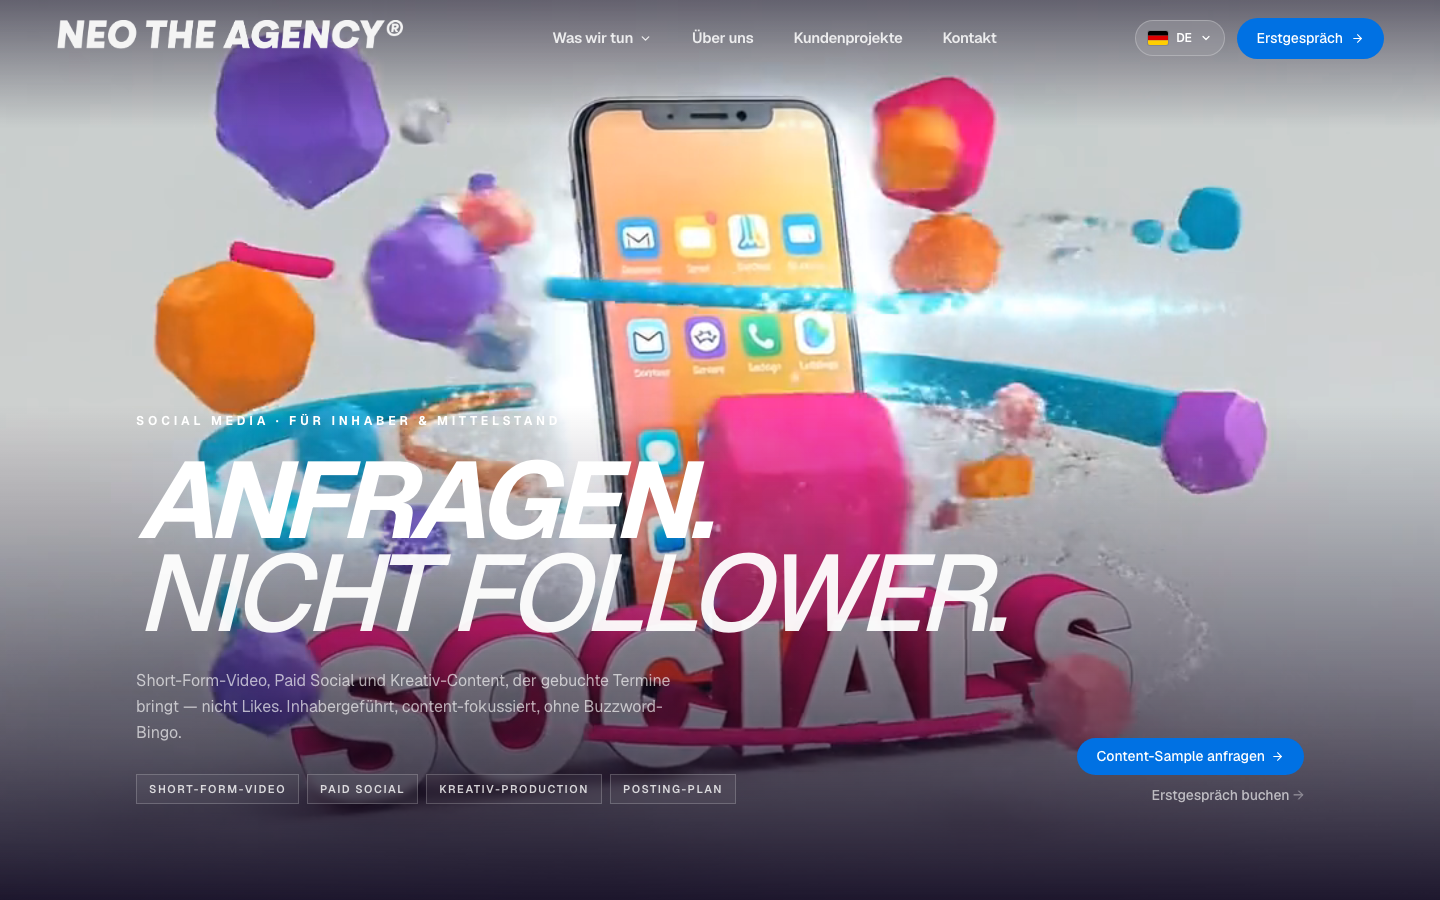 NEO THE AGENCY®
Was wir tun
Über uns
Kundenprojekte
Kontakt
DE
Erstgespräch →
SOCIAL MEDIA · FÜR INHABER & MITTELSTAND
ANFRAGEN.
NICHT FOLLOWER.
SOCIALS
Short-Form-Video, Paid Social und Kreativ-Content, der gebuchte Termine
bringt — nicht Likes. Inhabergeführt, content-fokussiert, ohne Buzzword-
Bingo.
Content-Sample anfragen →
SHORT-FORM-VIDEO
PAID SOCIAL
KREATIV-PRODUCTION
POSTING-PLAN
Erstgespräch buchen →